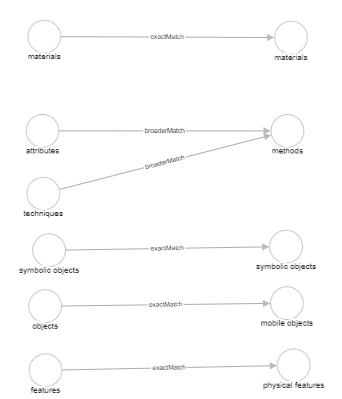 exactMatch
materials
materials
broaderMatch
attributes
methods
broaderMatch
techniques
exactMatch
symbolic objects
symbolic objects
exactMatch
objects
mobile objects
exactMatch
features
physical features